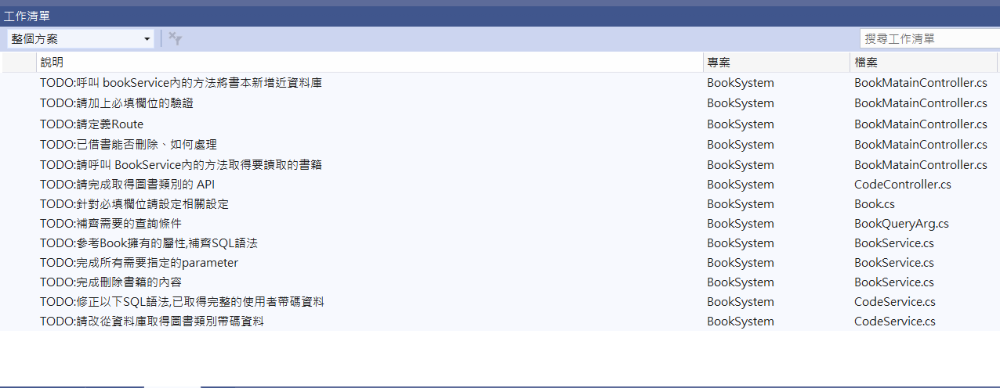 工作清單
整個方案 搜尋工作清單
說明 專案 檔案
TODO:呼叫 bookService內的方法將書本新增近資料庫 BookSystem BookMatainController.cs
TODO:請加上必填欄位的驗證 BookSystem BookMatainController.cs
TODO:請定義Route BookSystem BookMatainController.cs
TODO:已借書能否刪除、如何處理 BookSystem BookMatainController.cs
TODO:請呼叫 BookService內的方法取得要讀取的書籍 BookSystem BookMatainController.cs
TODO:請完成取得圖書類別的 API BookSystem CodeController.cs
TODO:針對必填欄位請設定相關設定 BookSystem Book.cs
TODO:補齊需要的查詢條件 BookSystem BookQueryArg.cs
TODO:參考Book擁有的屬性,補齊SQL語法 BookSystem BookService.cs
TODO:完成所有需要指定的parameter BookSystem BookService.cs
TODO:完成刪除書籍的內容 BookSystem BookService.cs
TODO:修正以下SQL語法,已取得完整的使用者帶碼資料 BookSystem CodeService.cs
TODO:請改從資料庫取得圖書類別帶碼資料 BookSystem CodeService.cs